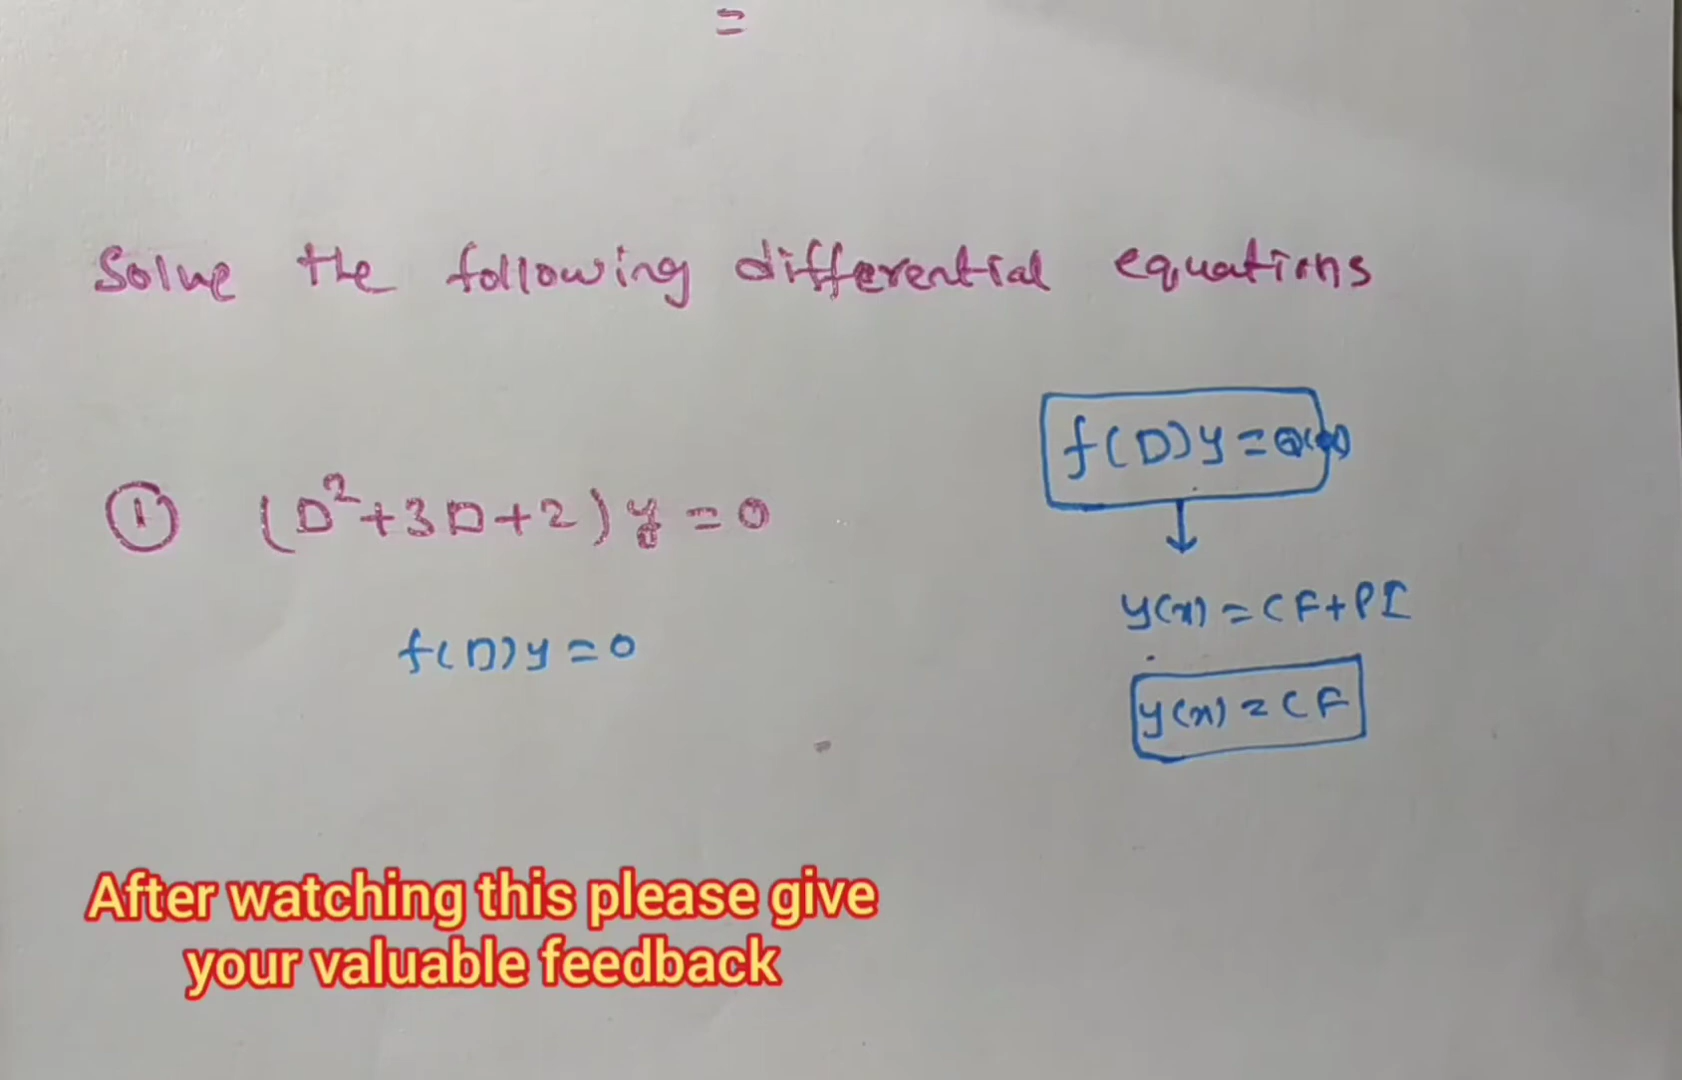 =
Solve the following differential equations
① (D²+3D+2) y = 0
f(D)y = 0
f(D)y = Q(x)
y(x) = CF+PI
y(x) = CF
After watching this please give
your valuable feedback